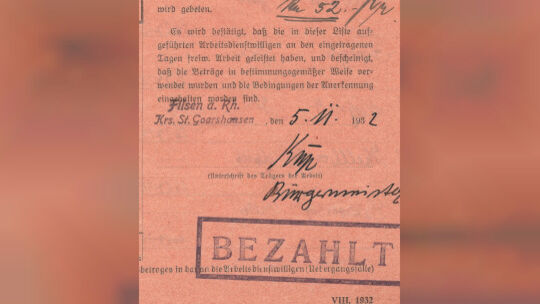 wird gebeten.
52.-
Es wird bestätigt, daß die in dieser Liste auf-
geführten Arbeitsdienstwilligen an den eingetragenen
Tagen freiw. Arbeit geleistet haben, und bescheinigt,
daß die Beträge in bestimmungsgemäßer Weise ver-
wendet wurden und die Bedingungen der Anerkennung
eingehalten worden sind.
Filsen a. Rh.
Krs. St. Goarshausen, den 5. 11. 1932
(Unterschrift des Trägers der Arbeit)
Bürgermeister
BEZAHLT
die Arbeitsdienstwilligen
VIII. 1932